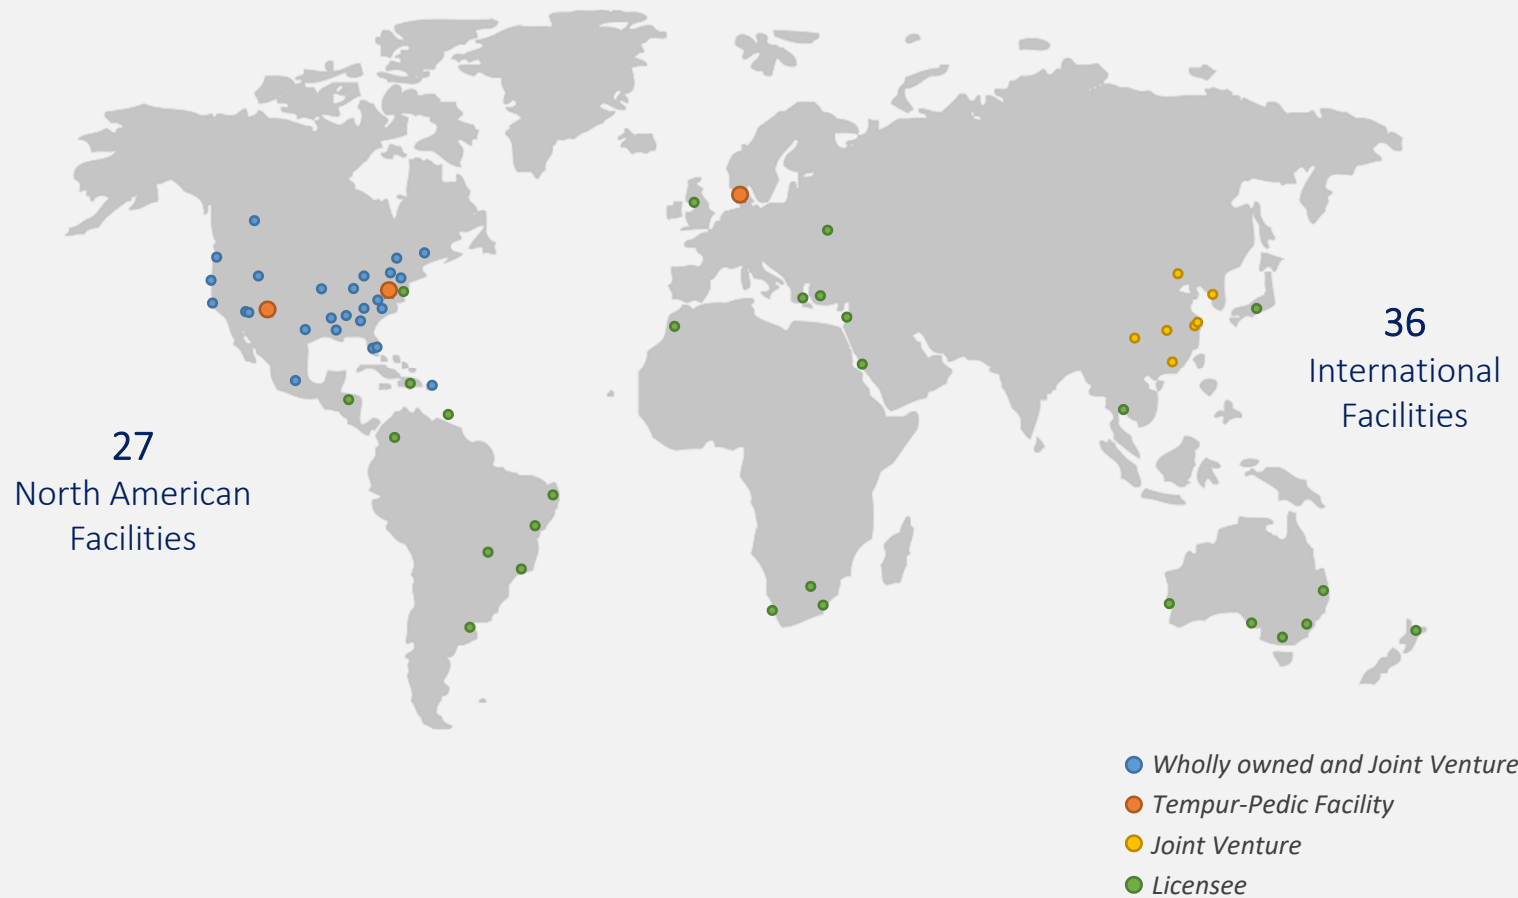 36
International
Facilities
27
North American
Facilities
Wholly owned and Joint Venture
Tempur-Pedic Facility
Joint Venture
Licensee